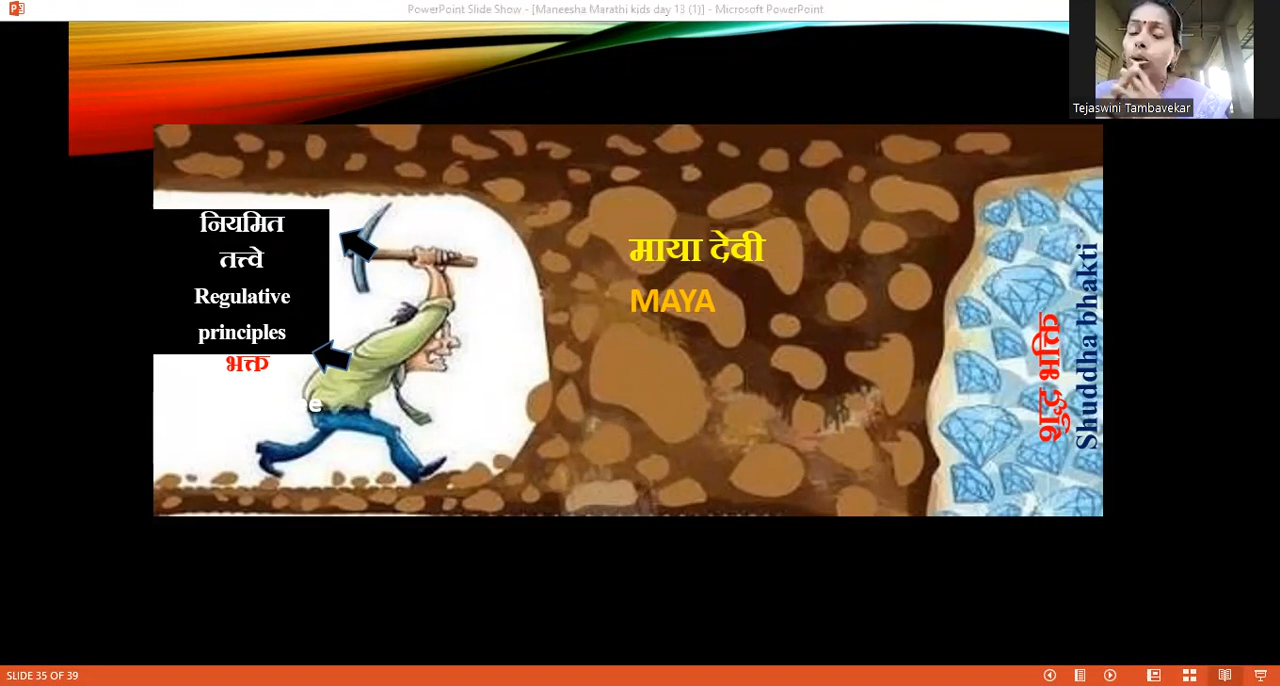 PowerPoint Slide Show - [Maneesha Marathi kids day 13 (1)] - Microsoft PowerPoint
Tejaswini Tambavekar
नियमित
तत्त्वे
Regulative
principles
भक्त
माया देवी
MAYA
शुद्ध भक्ति
Shuddha bhakti
SLIDE 35 OF 39